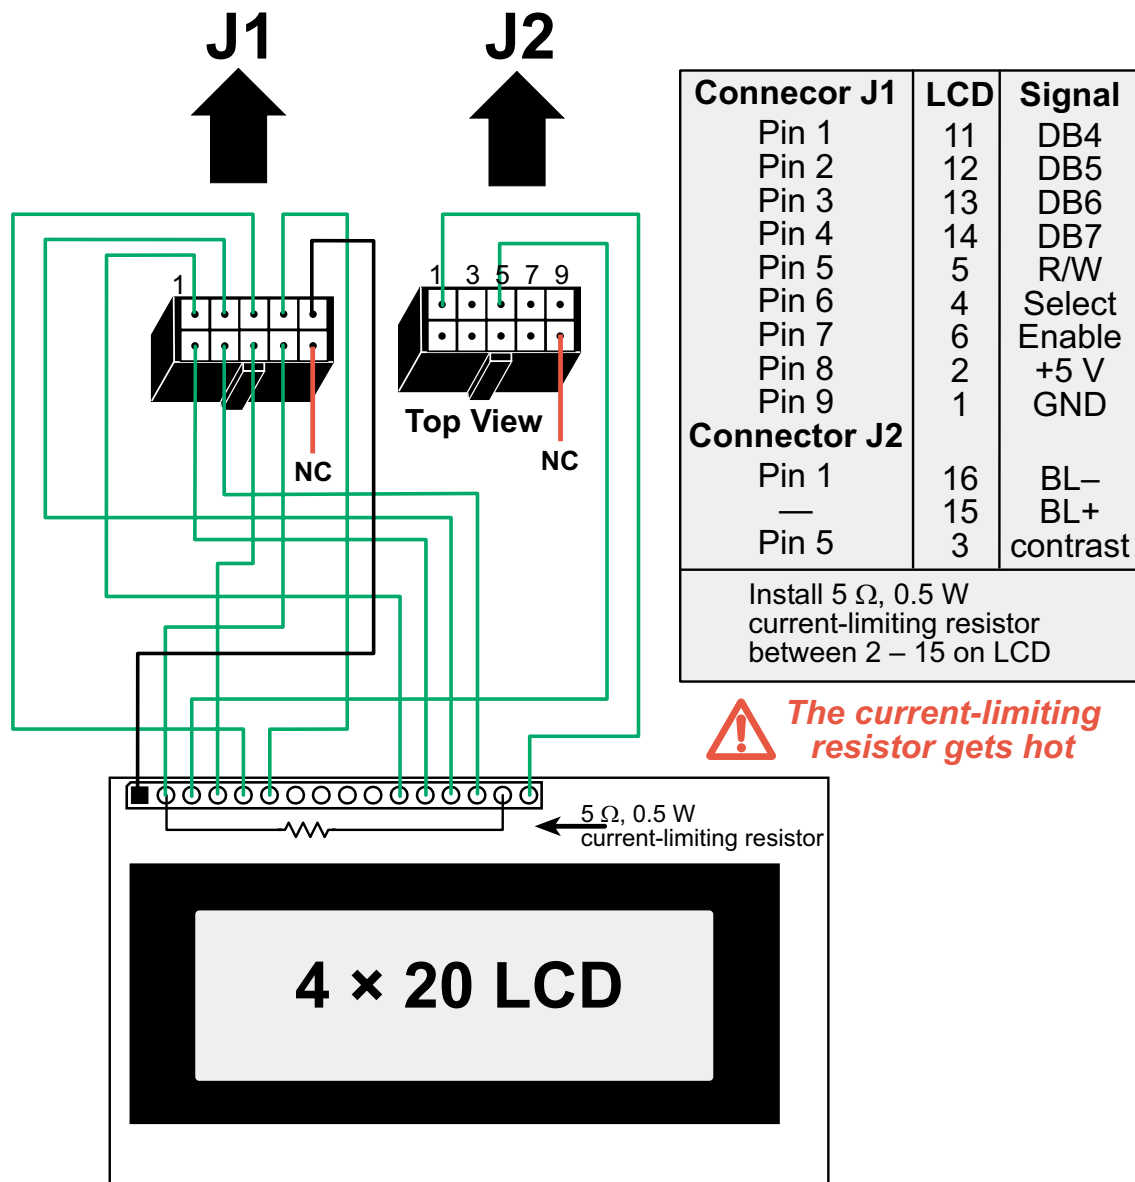 J1 J2
Connecor J1 LCD Signal
Pin 1 11 DB4
Pin 2 12 DB5
Pin 3 13 DB6
Pin 4 14 DB7
Pin 5 5 R/W
Pin 6 4 Select
Pin 7 6 Enable
Pin 8 2 +5 V
Pin 9 1 GND
Connector J2
Pin 1 16 BL–
— 15 BL+
Pin 5 3 contrast
Install 5 Ω, 0.5 W
current-limiting resistor
between 2 – 15 on LCD
The current-limiting
resistor gets hot
1
1 3 5 7 9
Top View
NC
NC
5 Ω, 0.5 W
current-limiting resistor
4 × 20 LCD